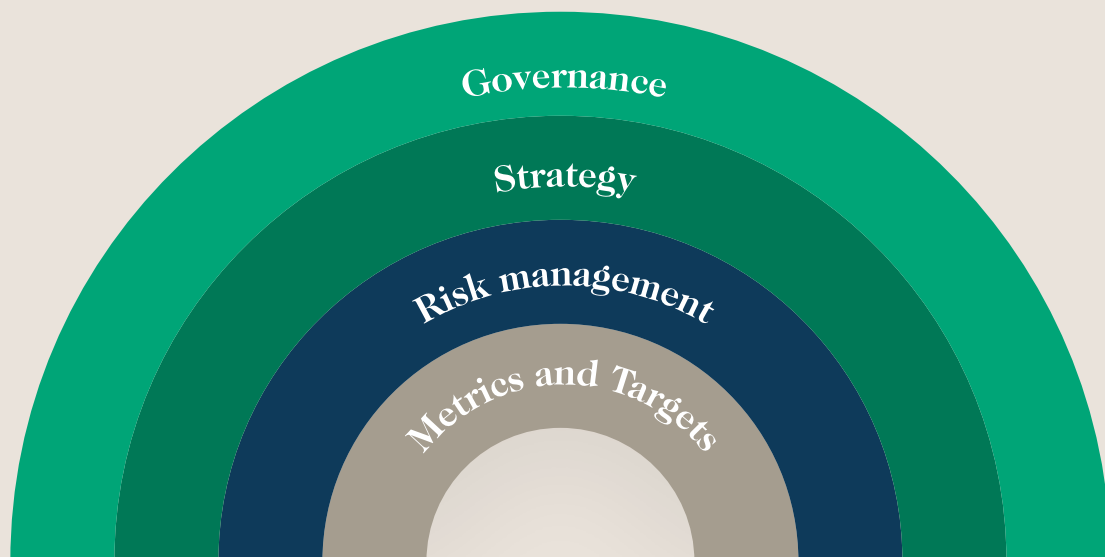 Governance
Strategy
Risk management
Metrics and Targets